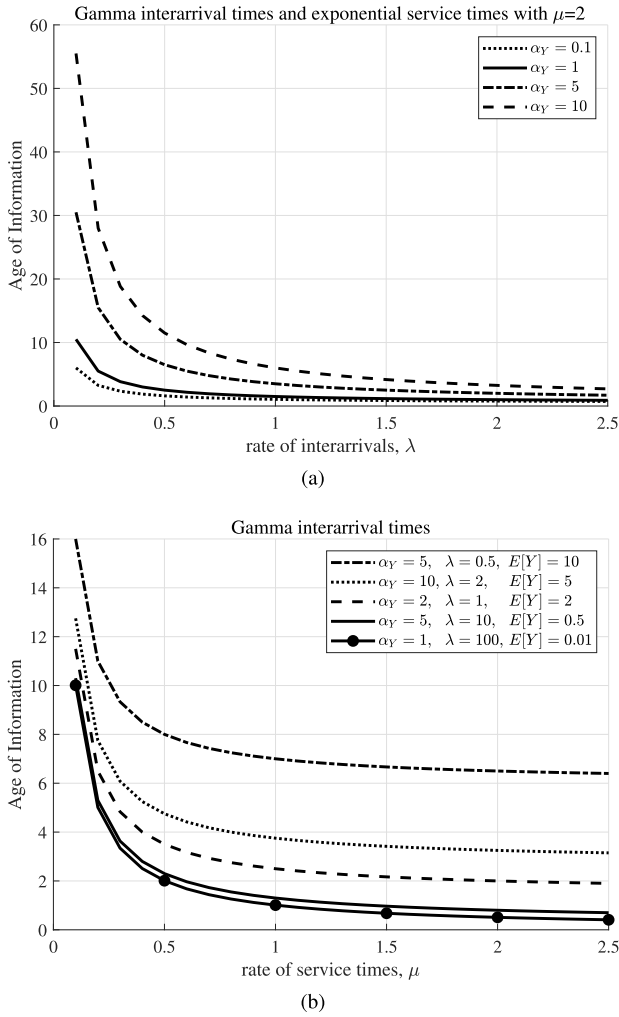 Gamma interarrival times and exponential service times with μ=2
60
50
40
30
20
10
0
Age of Information
α_Y = 0.1
α_Y = 1
α_Y = 5
α_Y = 10
0 0.5 1 1.5 2 2.5
rate of interarrivals, λ
(a)
Gamma interarrival times
16
14
12
10
8
6
4
2
0
Age of Information
α_Y = 5, λ = 0.5, E[Y] = 10
α_Y = 10, λ = 2, E[Y] = 5
α_Y = 2, λ = 1, E[Y] = 2
α_Y = 5, λ = 10, E[Y] = 0.5
α_Y = 1, λ = 100, E[Y] = 0.01
0 0.5 1 1.5 2 2.5
rate of service times, μ
(b)